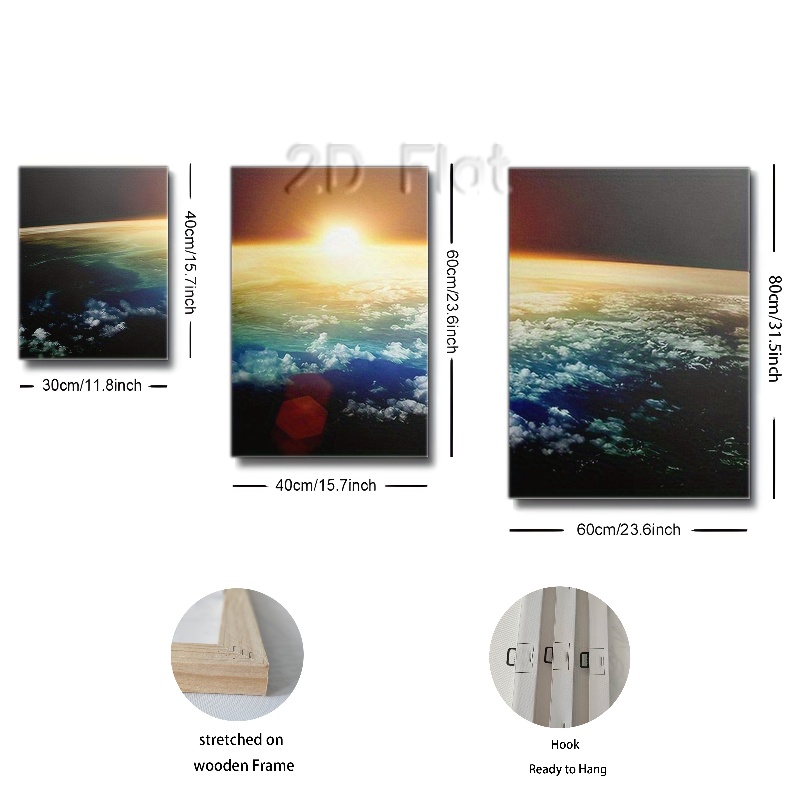 2D Flat
40cm/15.7inch
60cm/23.6inch
80cm/31.5inch
30cm/11.8inch
40cm/15.7inch
60cm/23.6inch
stretched on
wooden Frame
Hook
Ready to Hang